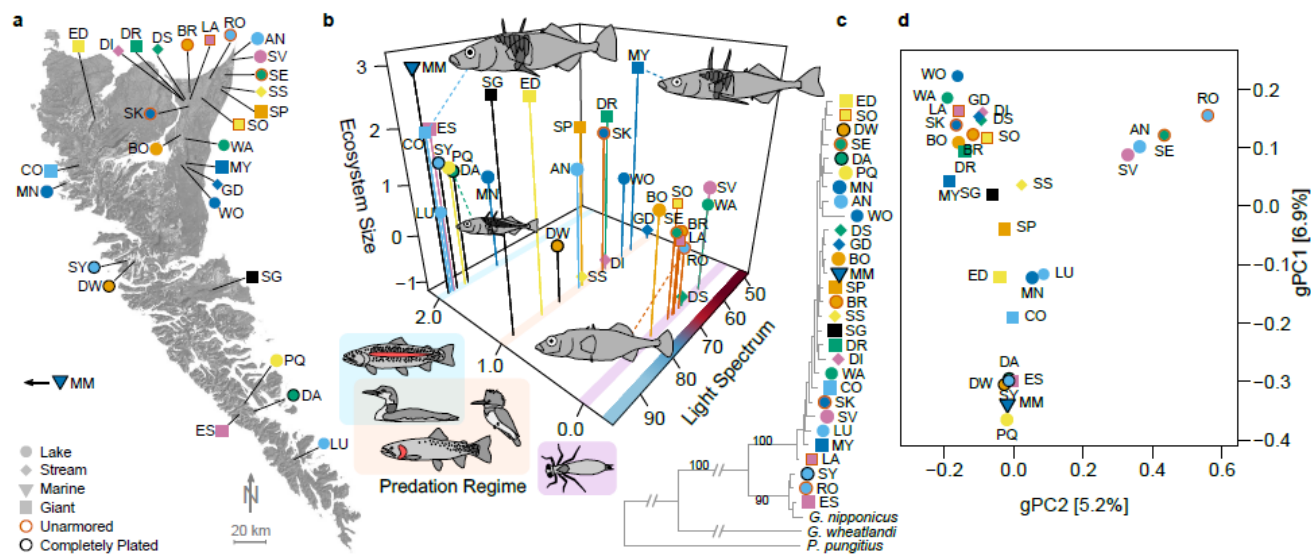 a
ED
DI
DR
DS
BR
LA
RO
AN
SV
SE
SS
SP
SO
SK
BO
WA
MY
GD
WO
CO
MN
SY
DW
SG
PQ
DA
MM
ES
LU
Lake
Stream
Marine
Giant
Unarmored
Completely Plated
N
20 km
b
Ecosystem Size
3
2
1
0
−1
MM
SG
ED
MY
DR
SK
SP
CO
ES
SY
PQ
DA
MN
AN
WO
LU
BO
SO
SV
WA
GD
SE
BR
LA
RO
DW
SS
DI
DS
2.0
1.0
0.0
50
60
70
80
90
Light Spectrum
Predation Regime
c
ED
SO
DW
SE
DA
PQ
MN
AN
WO
DS
GD
BO
MM
SP
BR
SS
SG
DR
DI
WA
CO
SK
SV
LU
MY
LA
SY
RO
ES
G. nipponicus
G. wheatlandi
P. pungitius
100
100
90
d
WO
WA
LA
GD
DI
SK
DS
BO
BR
SO
DR
MY
SG
SS
SP
RO
AN
SE
SV
ED
MN
LU
CO
DA
DW
ES
SY
MM
PQ
0.2
0.1
0.0
−0.1
−0.2
−0.3
−0.4
gPC1 [6.9%]
−0.2
0.0
0.2
0.4
0.6
gPC2 [5.2%]